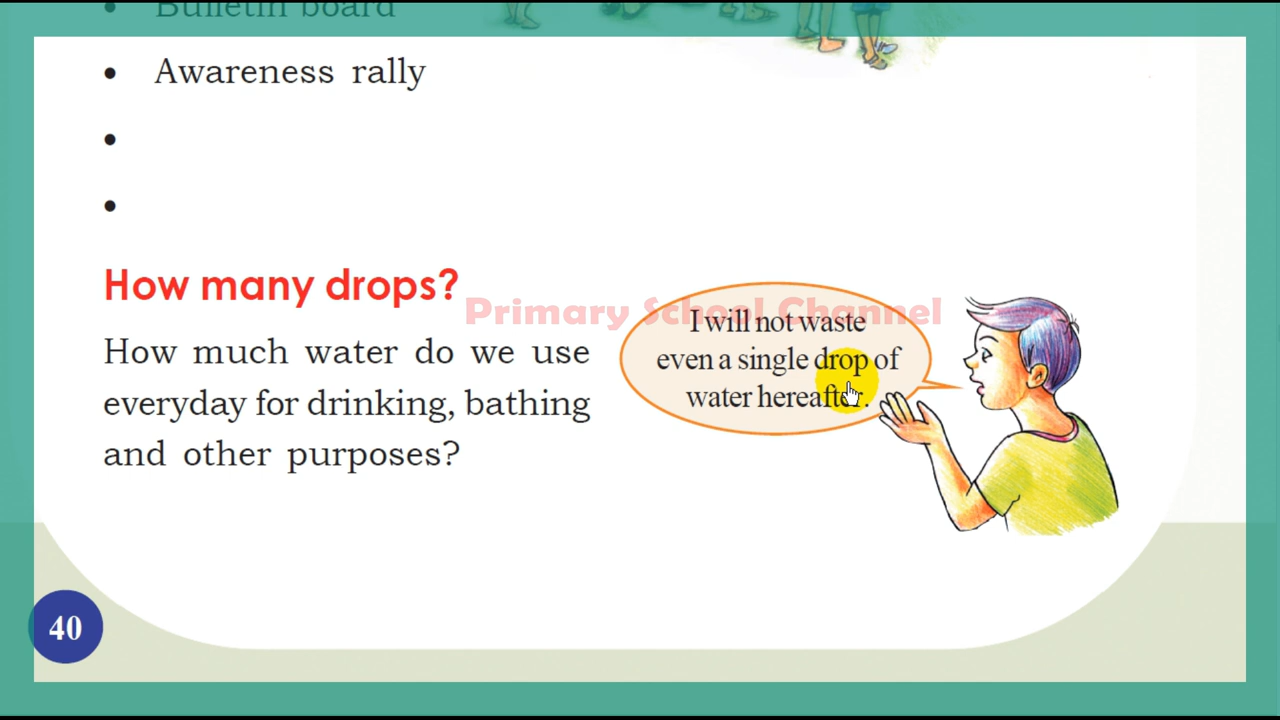 Bulletin board
• Awareness rally
•
•
How many drops?
Primary School Channel
I will not waste
even a single drop of
water hereafter.
How much water do we use
everyday for drinking, bathing
and other purposes?
40